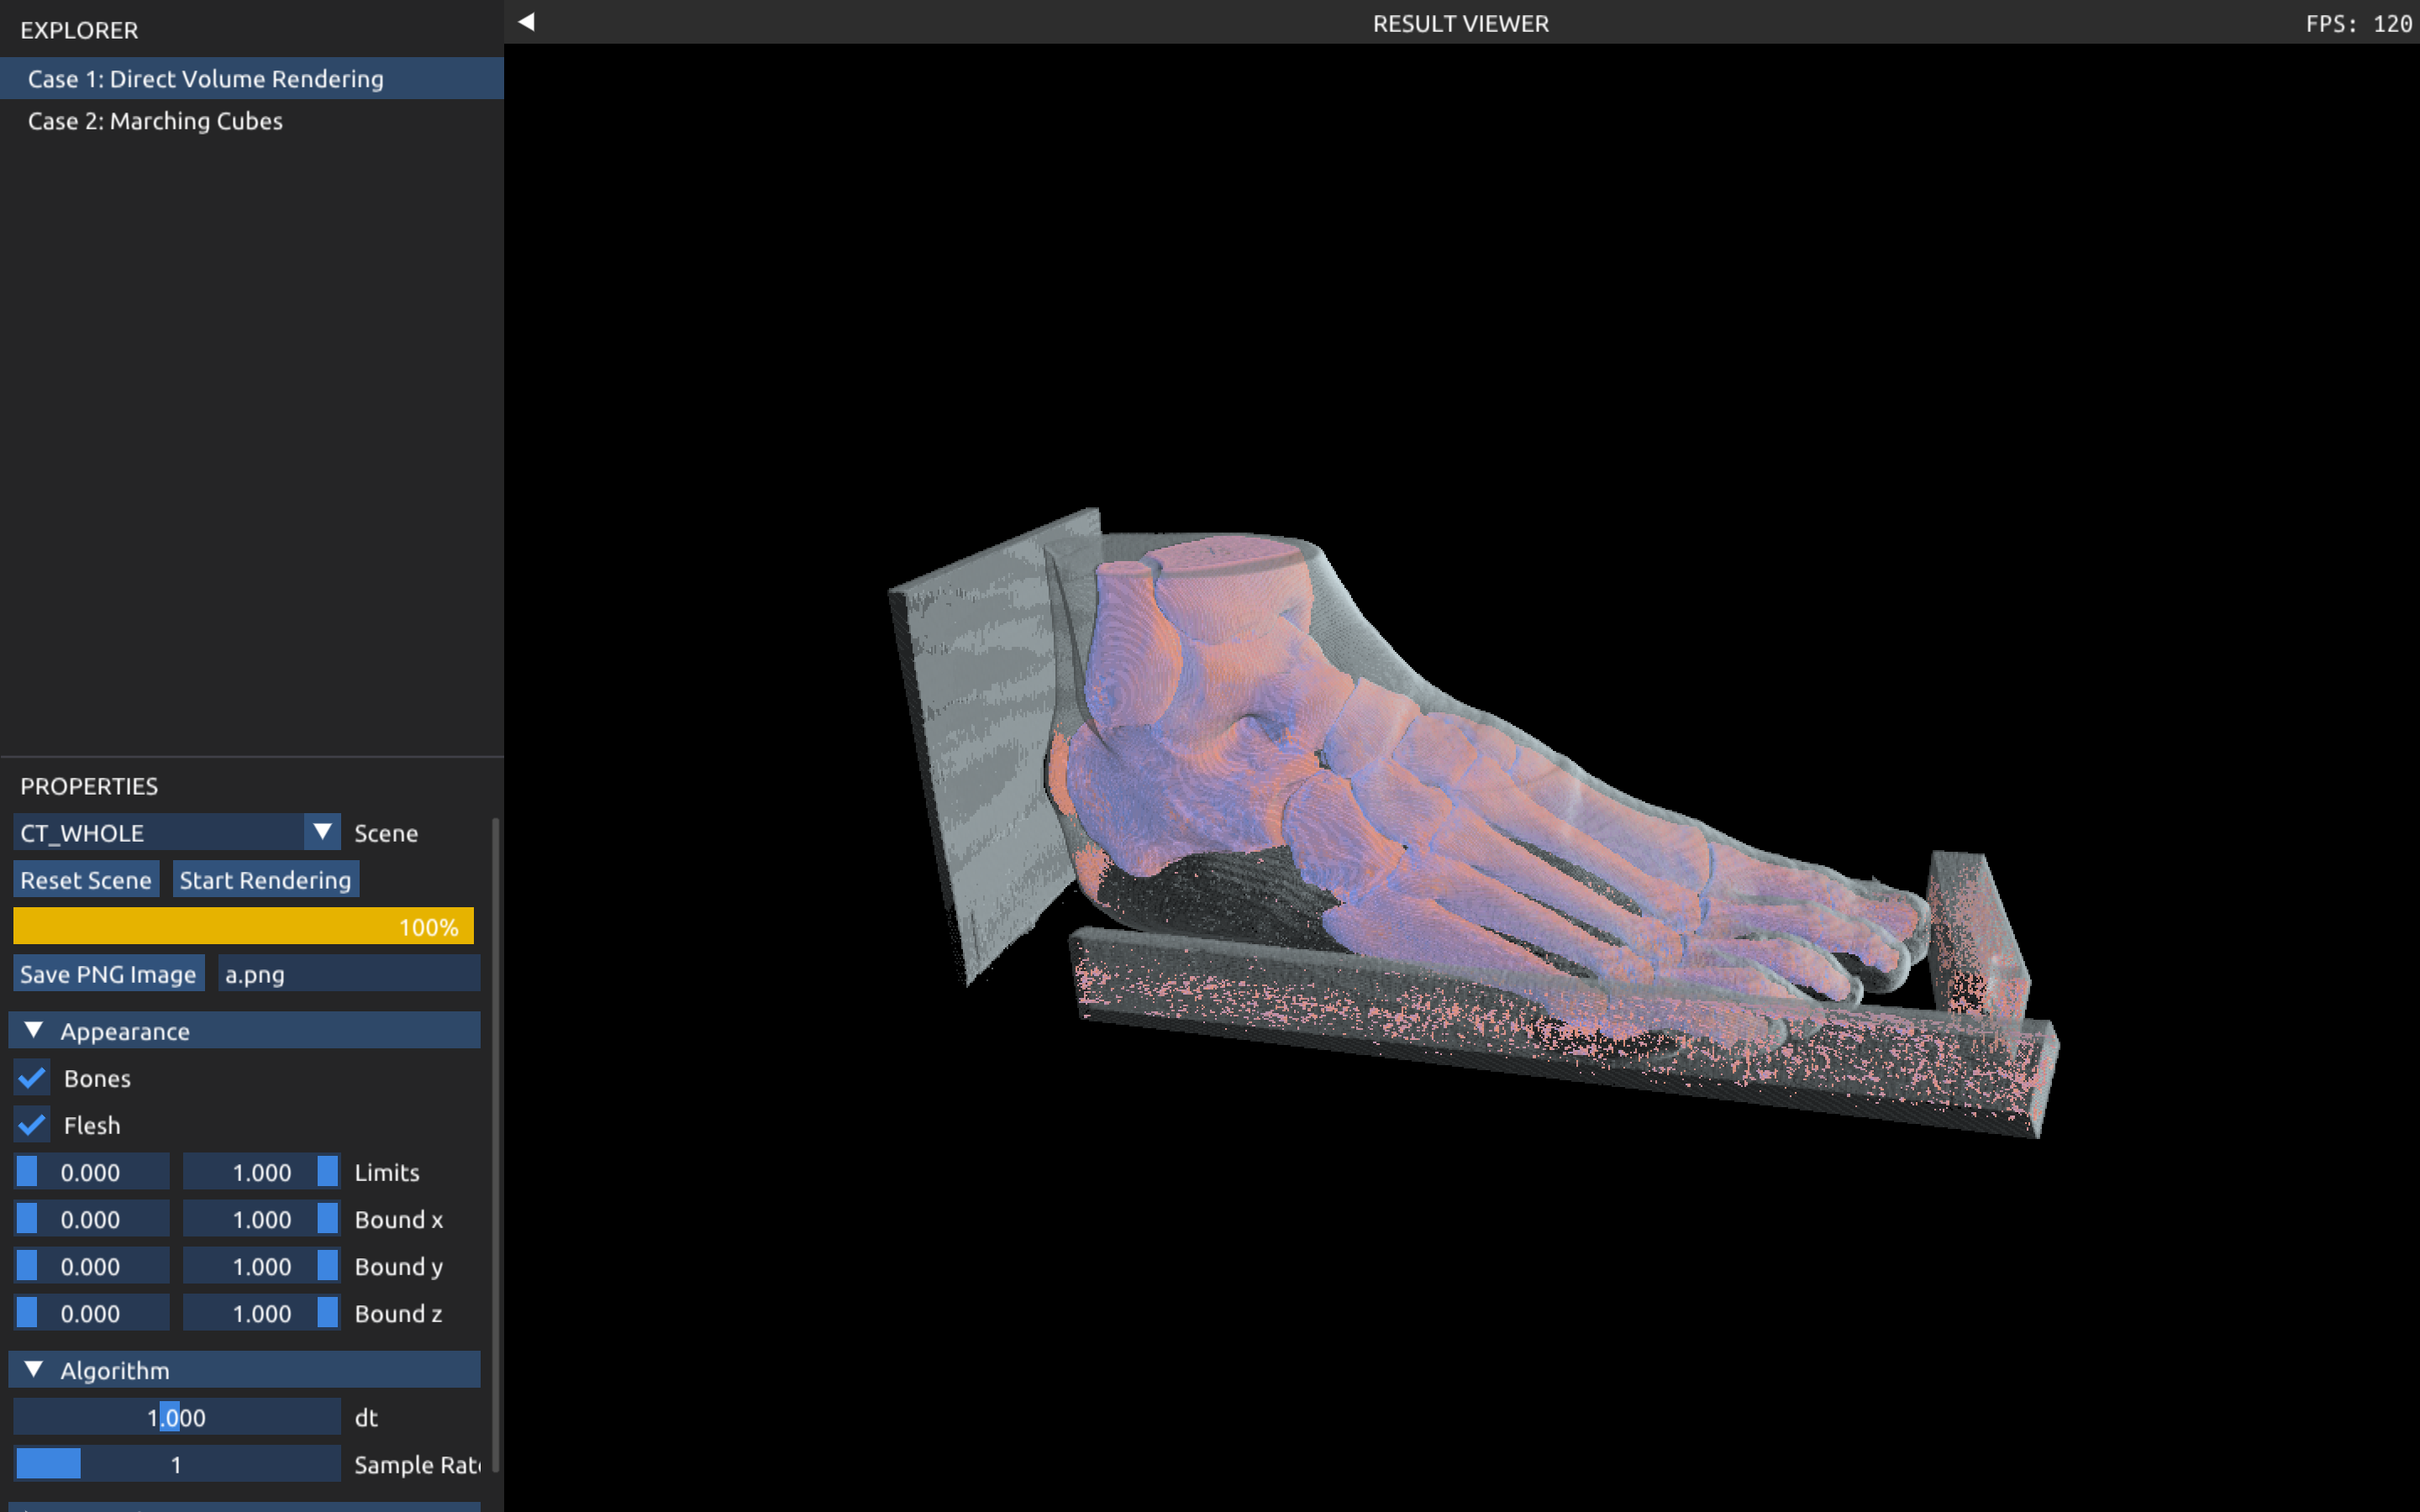 EXPLORER
Case 1: Direct Volume Rendering
Case 2: Marching Cubes
RESULT VIEWER
FPS: 120
PROPERTIES
CT_WHOLE Scene
Reset Scene Start Rendering
100%
Save PNG Image a.png
Appearance
Bones
Flesh
0.000 1.000 Limits
0.000 1.000 Bound x
0.000 1.000 Bound y
0.000 1.000 Bound z
Algorithm
1.000 dt
1 Sample Rat